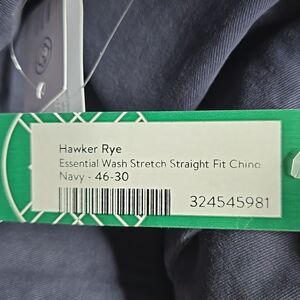 Hawker Rye
Essential Wash Stretch Straight Fit Chino
Navy - 46-30
324545981